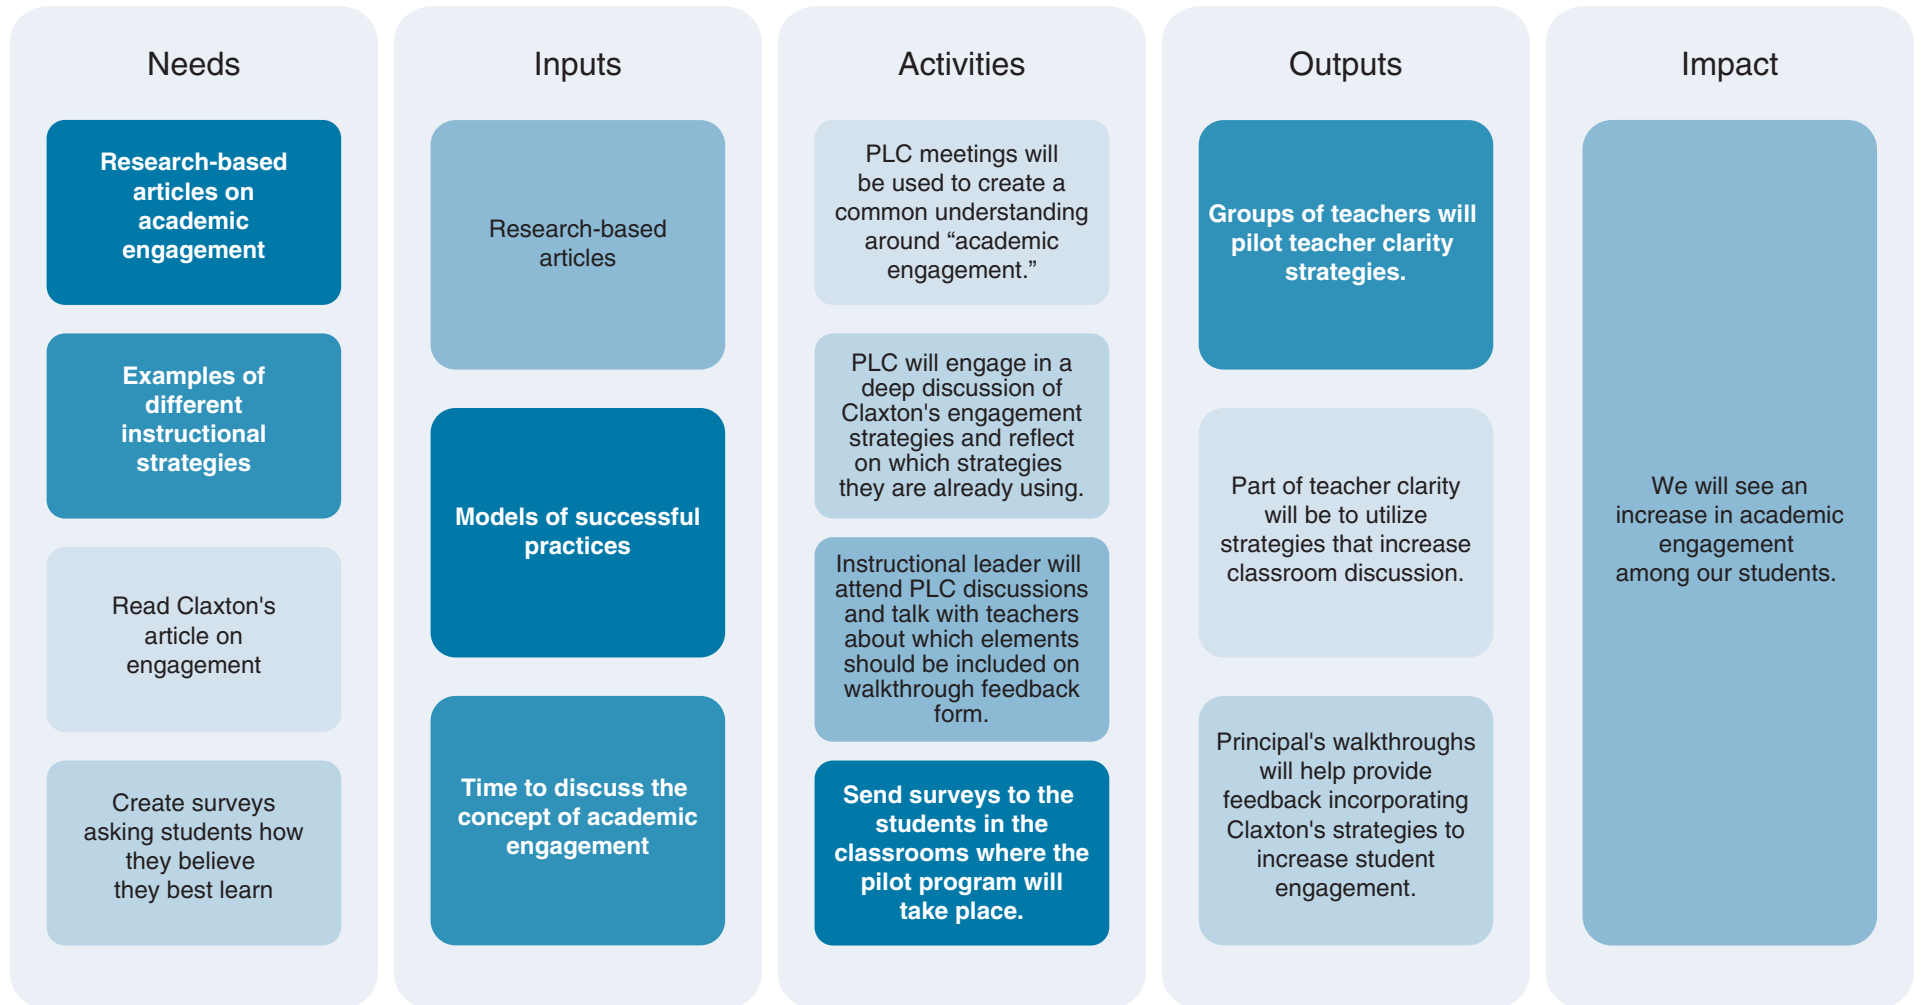 Needs
Research-based
articles on
academic
engagement
Examples of
different
instructional
strategies
Read Claxton's
article on
engagement
Create surveys
asking students how
they believe
they best learn
Inputs
Research-based
articles
Models of successful
practices
Time to discuss the
concept of academic
engagement
Activities
PLC meetings will
be used to create a
common understanding
around “academic
engagement.”
PLC will engage in a
deep discussion of
Claxton's engagement
strategies and reflect
on which strategies
they are already using.
Instructional leader will
attend PLC discussions
and talk with teachers
about which elements
should be included on
walkthrough feedback
form.
Send surveys to the
students in the
classrooms where the
pilot program will
take place.
Outputs
Groups of teachers will
pilot teacher clarity
strategies.
Part of teacher clarity
will be to utilize
strategies that increase
classroom discussion.
Principal's walkthroughs
will help provide
feedback incorporating
Claxton's strategies to
increase student
engagement.
Impact
We will see an
increase in academic
engagement
among our students.